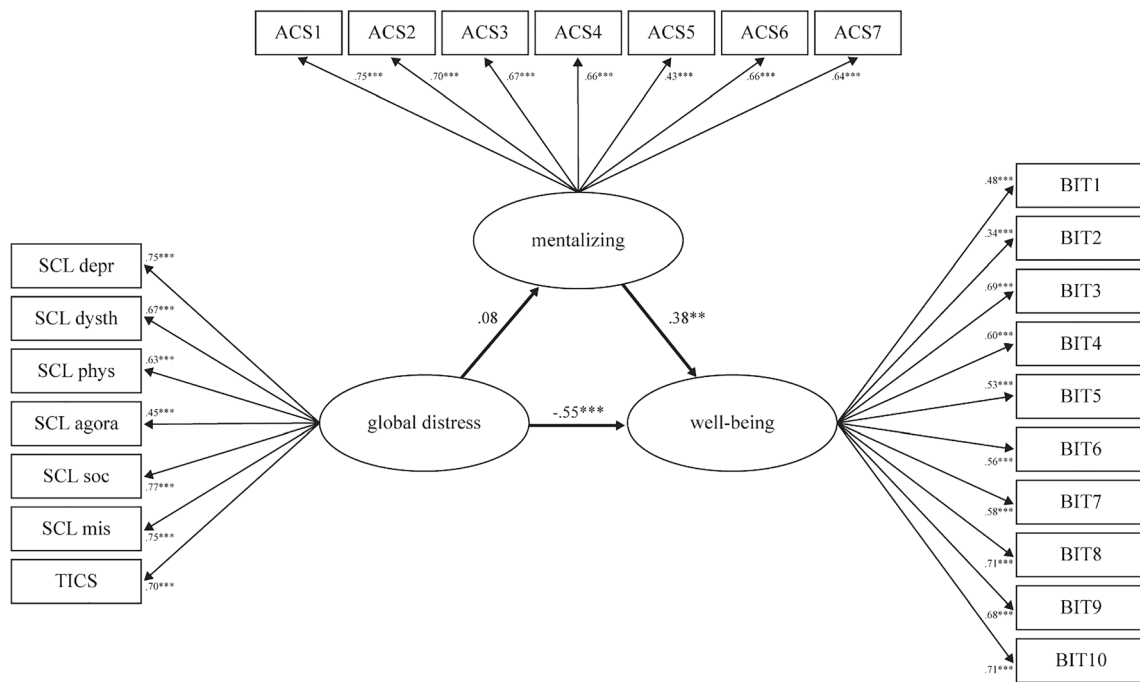 ACS1 ACS2 ACS3 ACS4 ACS5 ACS6 ACS7
.75*** .70*** .67*** .66*** .43*** .66*** .64***
mentalizing
.08
.38**
global distress
-.55***
well-being
SCL depr
.75***
SCL dysth
.67***
SCL phys
.63***
SCL agora
.45***
SCL soc
.77***
SCL mis
.75***
TICS
.70***
.48***
BIT1
.34***
BIT2
.69***
BIT3
.60***
BIT4
.53***
BIT5
.56***
BIT6
.58***
BIT7
.71***
BIT8
.68***
BIT9
.71***
BIT10